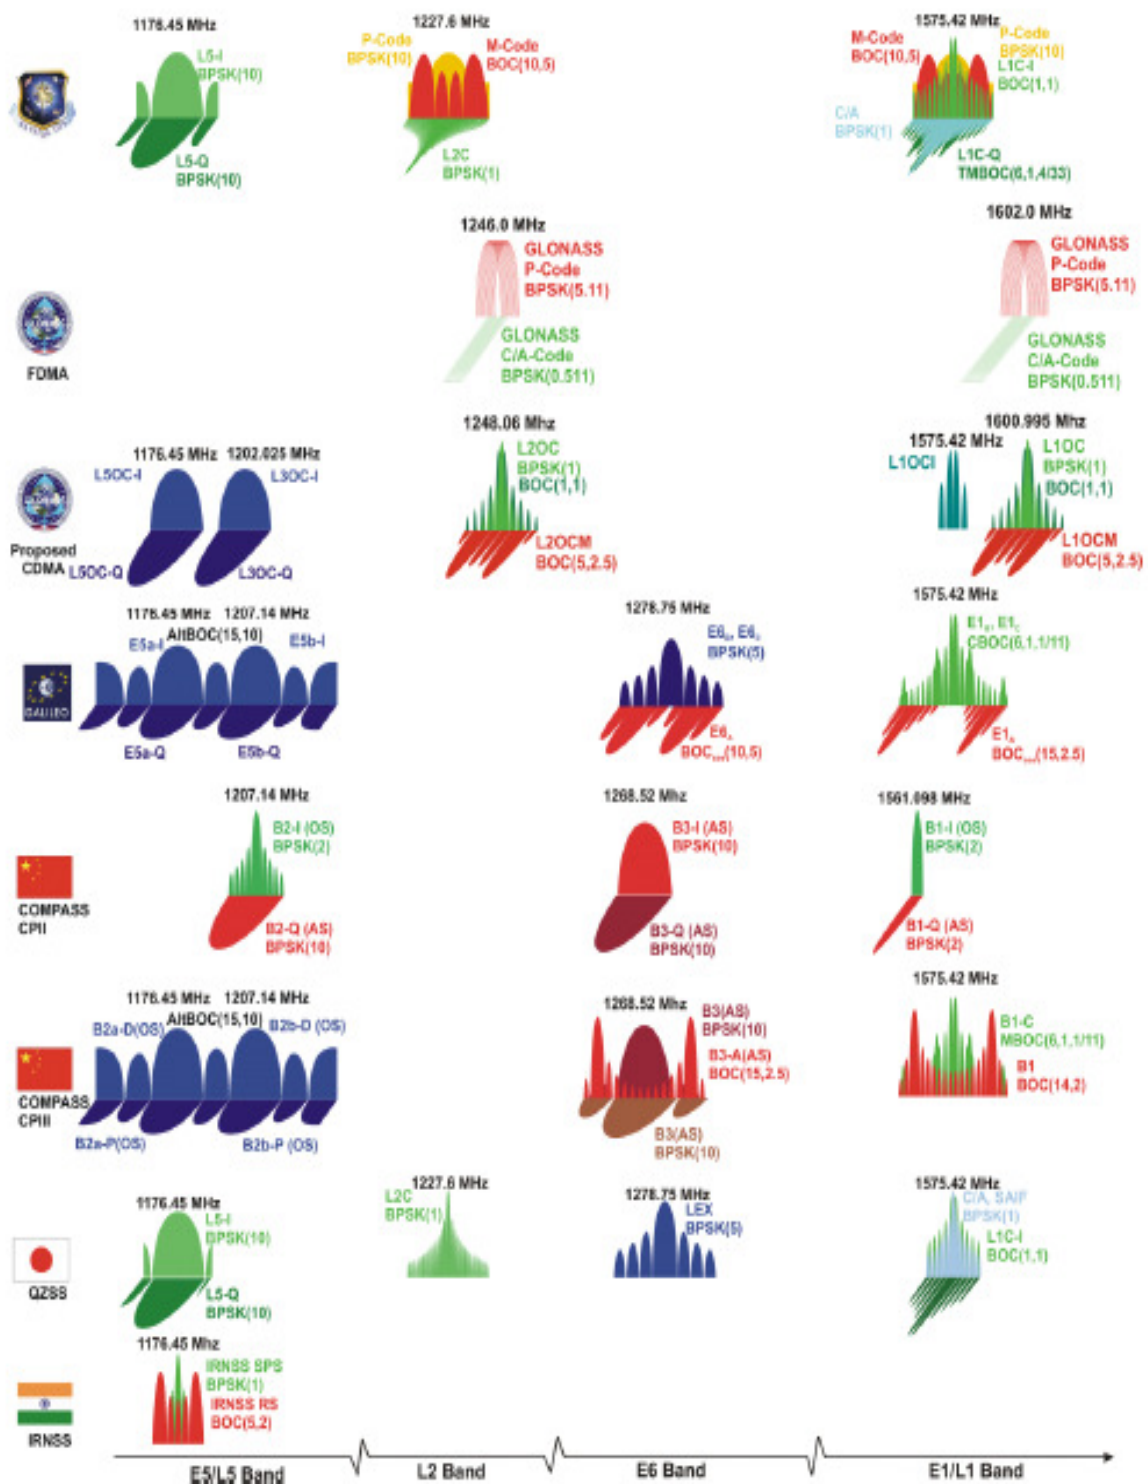 1176.45 MHz
L5-I
BPSK(10)
L5-Q
BPSK(10)
1227.6 MHz
P-Code
BPSK(10)
M-Code
BOC(10,5)
L2C
BPSK(1)
1575.42 MHz
M-Code
BOC(10,5)
P-Code
BPSK(10)
L1C-I
BOC(1,1)
C/A
BPSK(1)
L1C-Q
TMBOC(6,1,4/33)
FDMA
1246.0 MHz
GLONASS
P-Code
BPSK(5.11)
GLONASS
C/A-Code
BPSK(0.511)
1602.0 MHz
GLONASS
P-Code
BPSK(5.11)
GLONASS
C/A-Code
BPSK(0.511)
Proposed
CDMA
1176.45 MHz 1202.025 MHz
L5OC-I
L3OC-I
L5OC-Q
L3OC-Q
1248.06 Mhz
L2OC
BPSK(1)
BOC(1,1)
L2OCM
BOC(5,2.5)
1600.995 Mhz
1575.42 MHz
L1OCI
L1OC
BPSK(1)
BOC(1,1)
L1OCM
BOC(5,2.5)
GALILEO
1176.45 MHz 1207.14 MHz
AltBOC(15,10)
E5a-I
E5b-I
E5a-Q
E5b-Q
1278.75 MHz
BPSK(5)
1575.42 MHz
CBOC(6,1,1/11)
COMPASS
CPII
1207.14 MHz
B2-I (OS)
BPSK(2)
B2-Q (AS)
BPSK(10)
1268.52 Mhz
B3-I (AS)
BPSK(10)
B3-Q (AS)
BPSK(10)
1561.098 MHz
B1-I (OS)
BPSK(2)
B1-Q (AS)
BPSK(2)
COMPASS
CPIII
1176.45 MHz 1207.14 MHz
AltBOC(15,10)
B2a-D(OS)
B2b-D (OS)
B2a-P(OS)
B2b-P (OS)
1268.52 Mhz
B3(AS)
BPSK(10)
B3-A(AS)
BOC(15,2.5)
B3(AS)
BPSK(10)
1575.42 MHz
B1-C
MBOC(6,1,1/11)
B1
BOC(14,2)
QZSS
1176.45 MHz
L5-I
BPSK(10)
L5-Q
BPSK(10)
1227.6 MHz
L2C
BPSK(1)
1278.75 MHz
LEX
BPSK(5)
1575.42 MHz
C/A, SAIF
BPSK(1)
L1C-I
BOC(1,1)
IRNSS
1176.45 Mhz
IRNSS SPS
BPSK(1)
IRNSS RS
BOC(5,2)
E5/L5 Band
L2 Band
E6 Band
E1/L1 Band